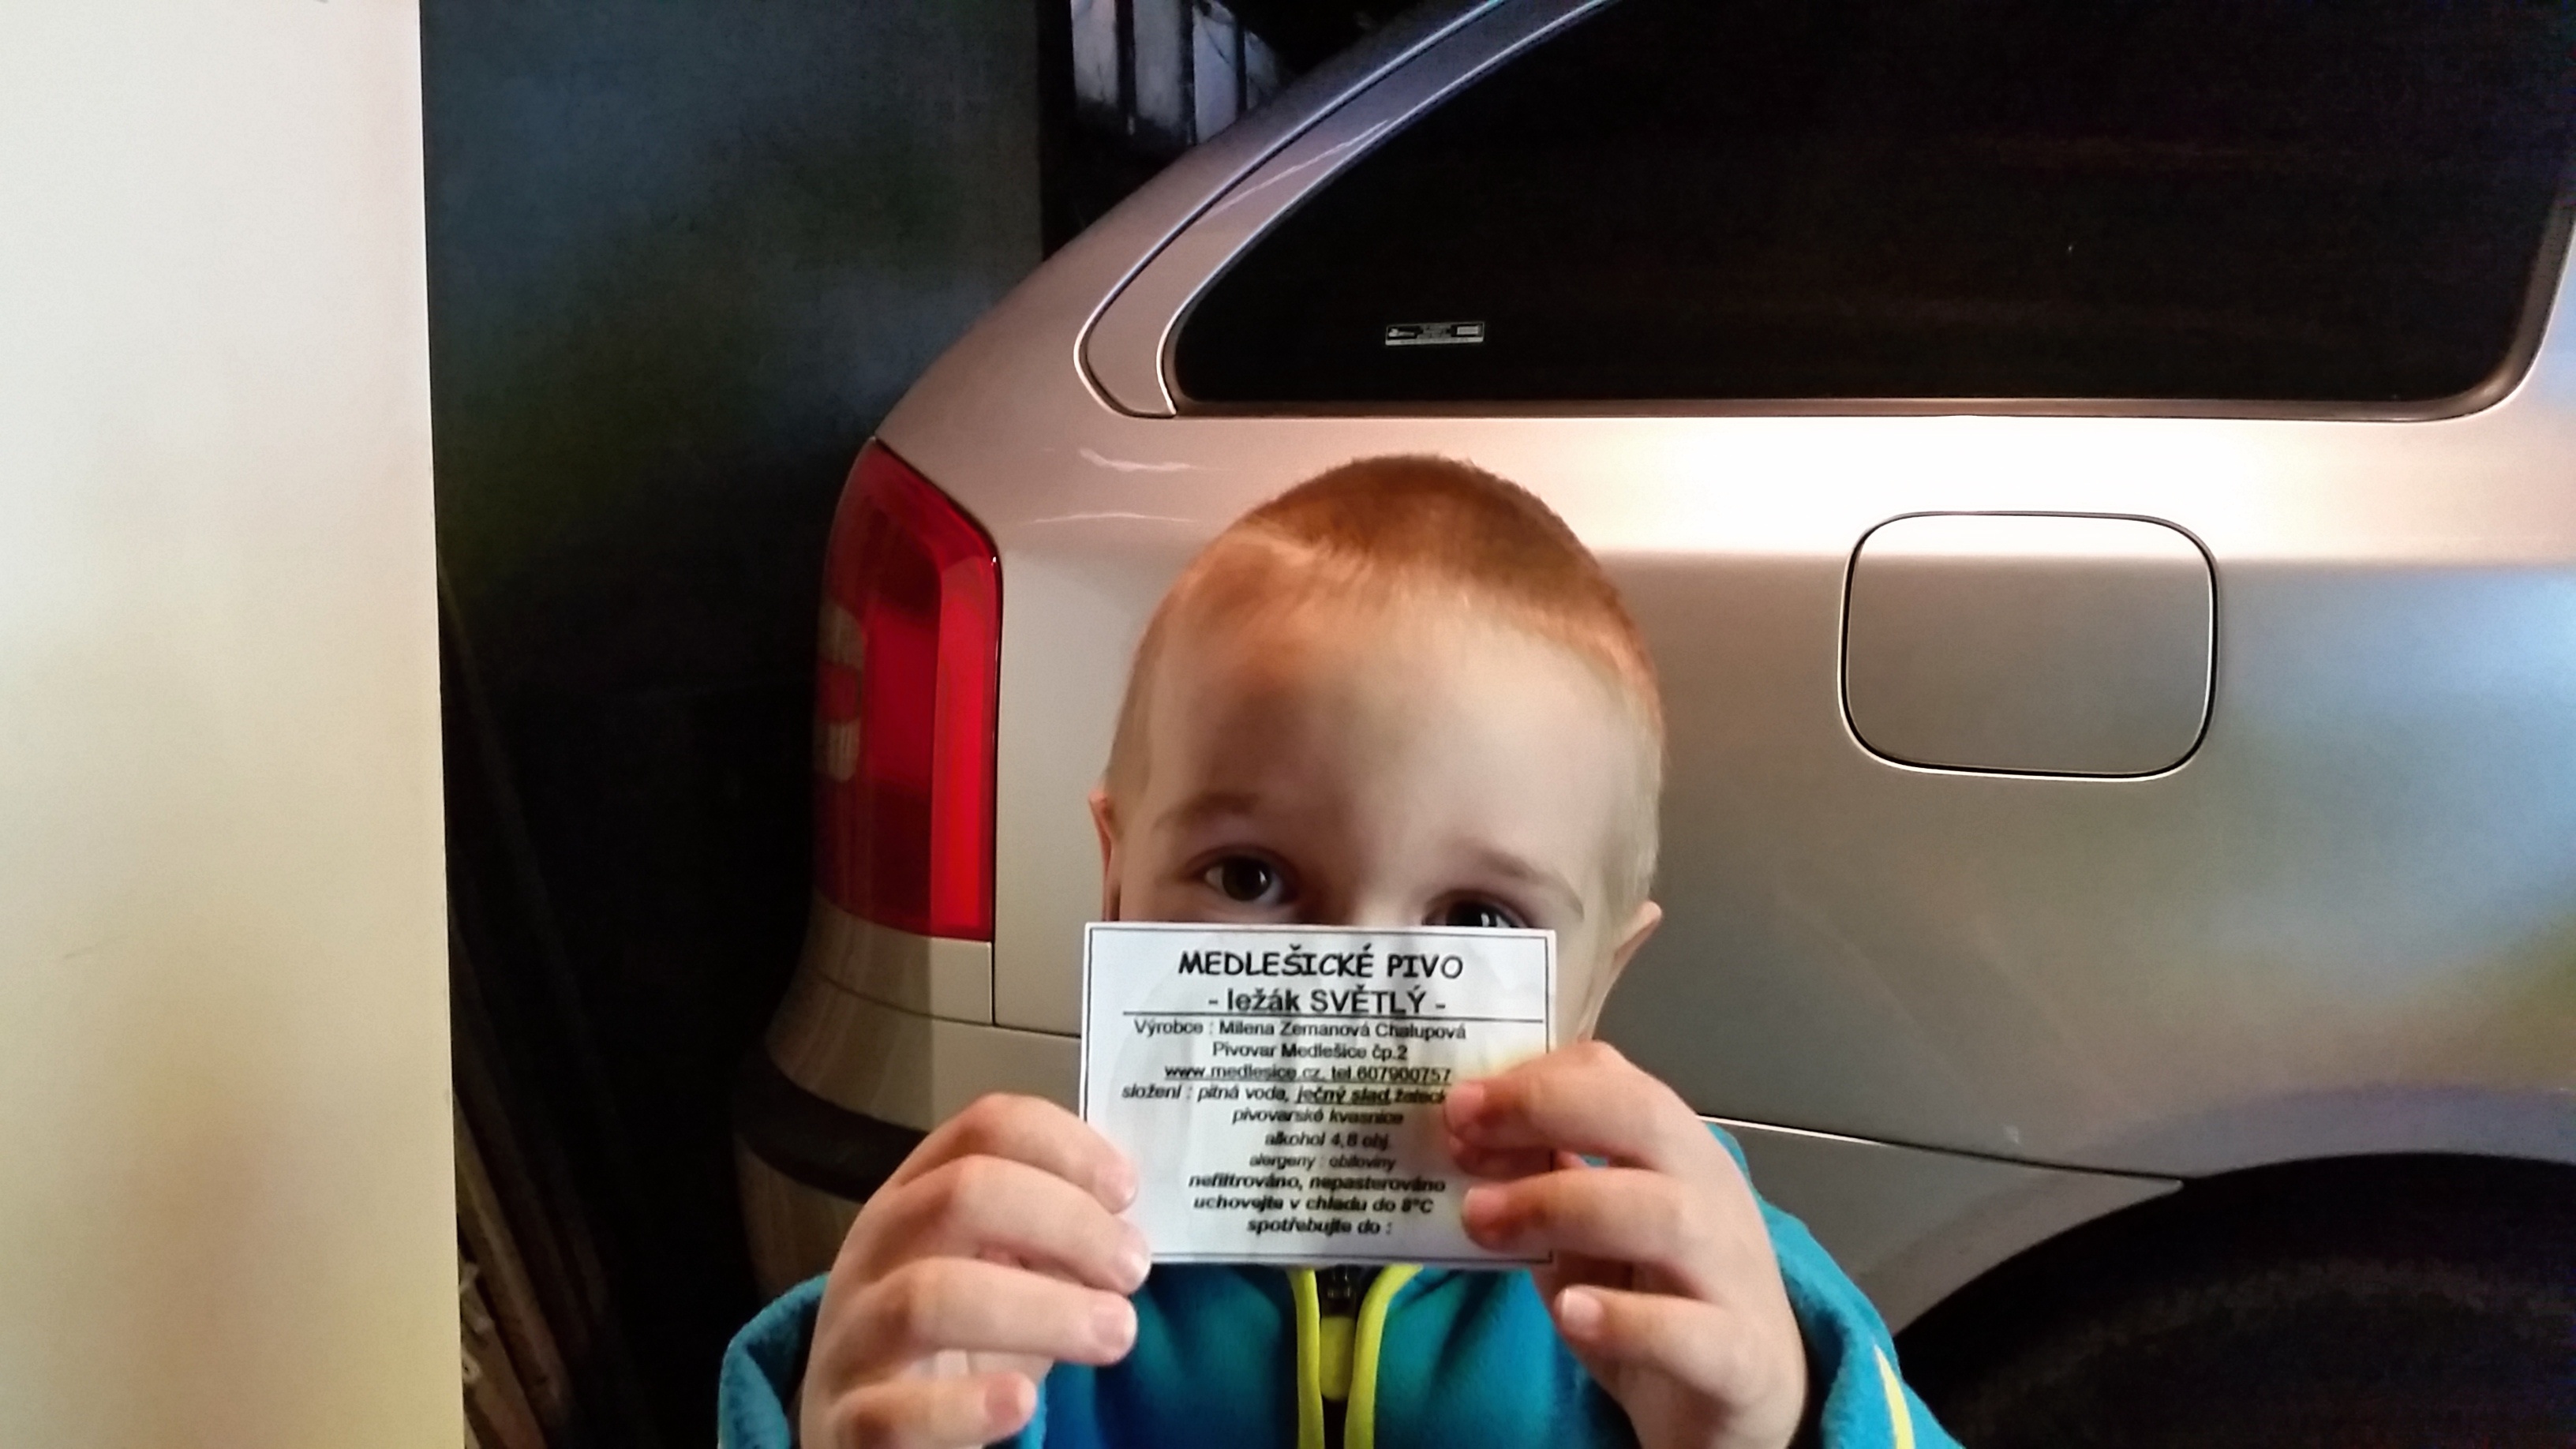 MEDLEŠICKÉ PIVO
- ležák SVĚTLÝ -
Výrobce : Milena Zemanová Chalupová
Pivovar Medlešice čp.2
www.medlesice.cz, tel.607900757
složení : pitná voda, ječný slad,
pivovarské kvasnice
alkohol 4,8 obj.
alergeny : obiloviny
nefiltrováno, nepasterováno
uchovejte v chladu do 8°C
spotřebujte do :